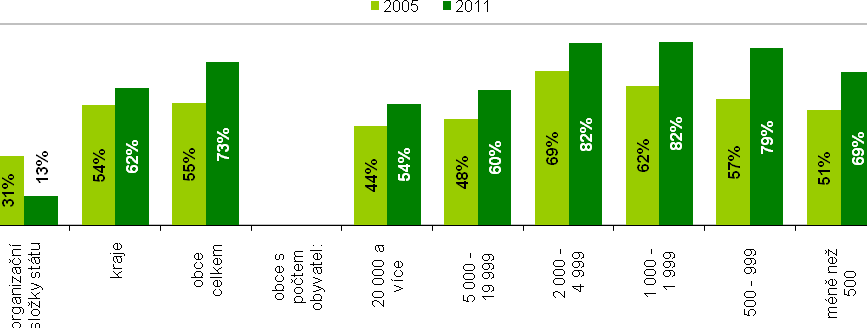 2005 2011
31%
13%
54%
62%
55%
73%
44%
54%
48%
60%
69%
82%
62%
82%
57%
79%
51%
69%
organizační
složky státu
kraje
obce
celkem
obce s
počtem
obyvatel:
20 000 a
více
5 000 -
19 999
2 000 -
4 999
1 000 -
1 999
500 - 999
méně než
500